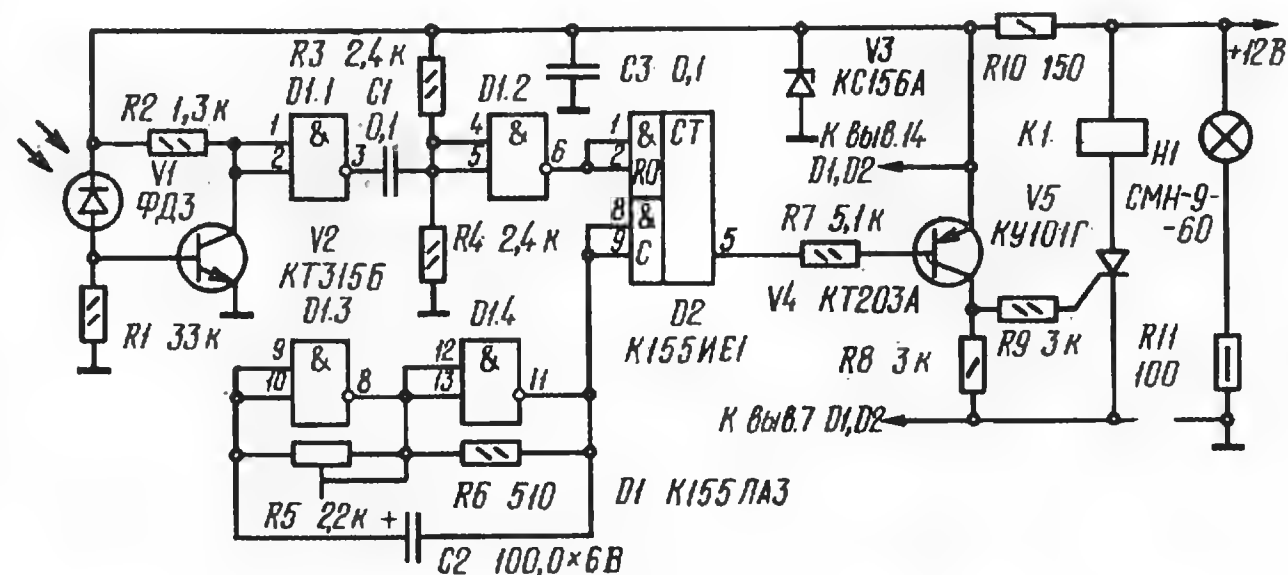 R3 2,4 к
R2 1,3 к
D1.1
C1
0,1
D1.2
C3 0,1
V3
КС156А
R10 150
+12 В
1
2
&
3
4
5
&
6
1
2
&
R0
СТ
8
9
&
C
5
К выв.14
D1, D2
K1
H1
СМН-9-
-60
V1
ФД3
V2
КТ315Б
R4 2,4 к
R7 5,1 к
V5
КУ101Г
V4 КТ203А
R1 33 к
D1.3
D1.4
D2
К155ИЕ1
R8 3 к
R9 3 к
R11
100
9
10
&
8
12
13
&
11
К выв.7 D1, D2
R5 2,2к +
R6 510
D1 К155ЛА3
C2 100,0×6В